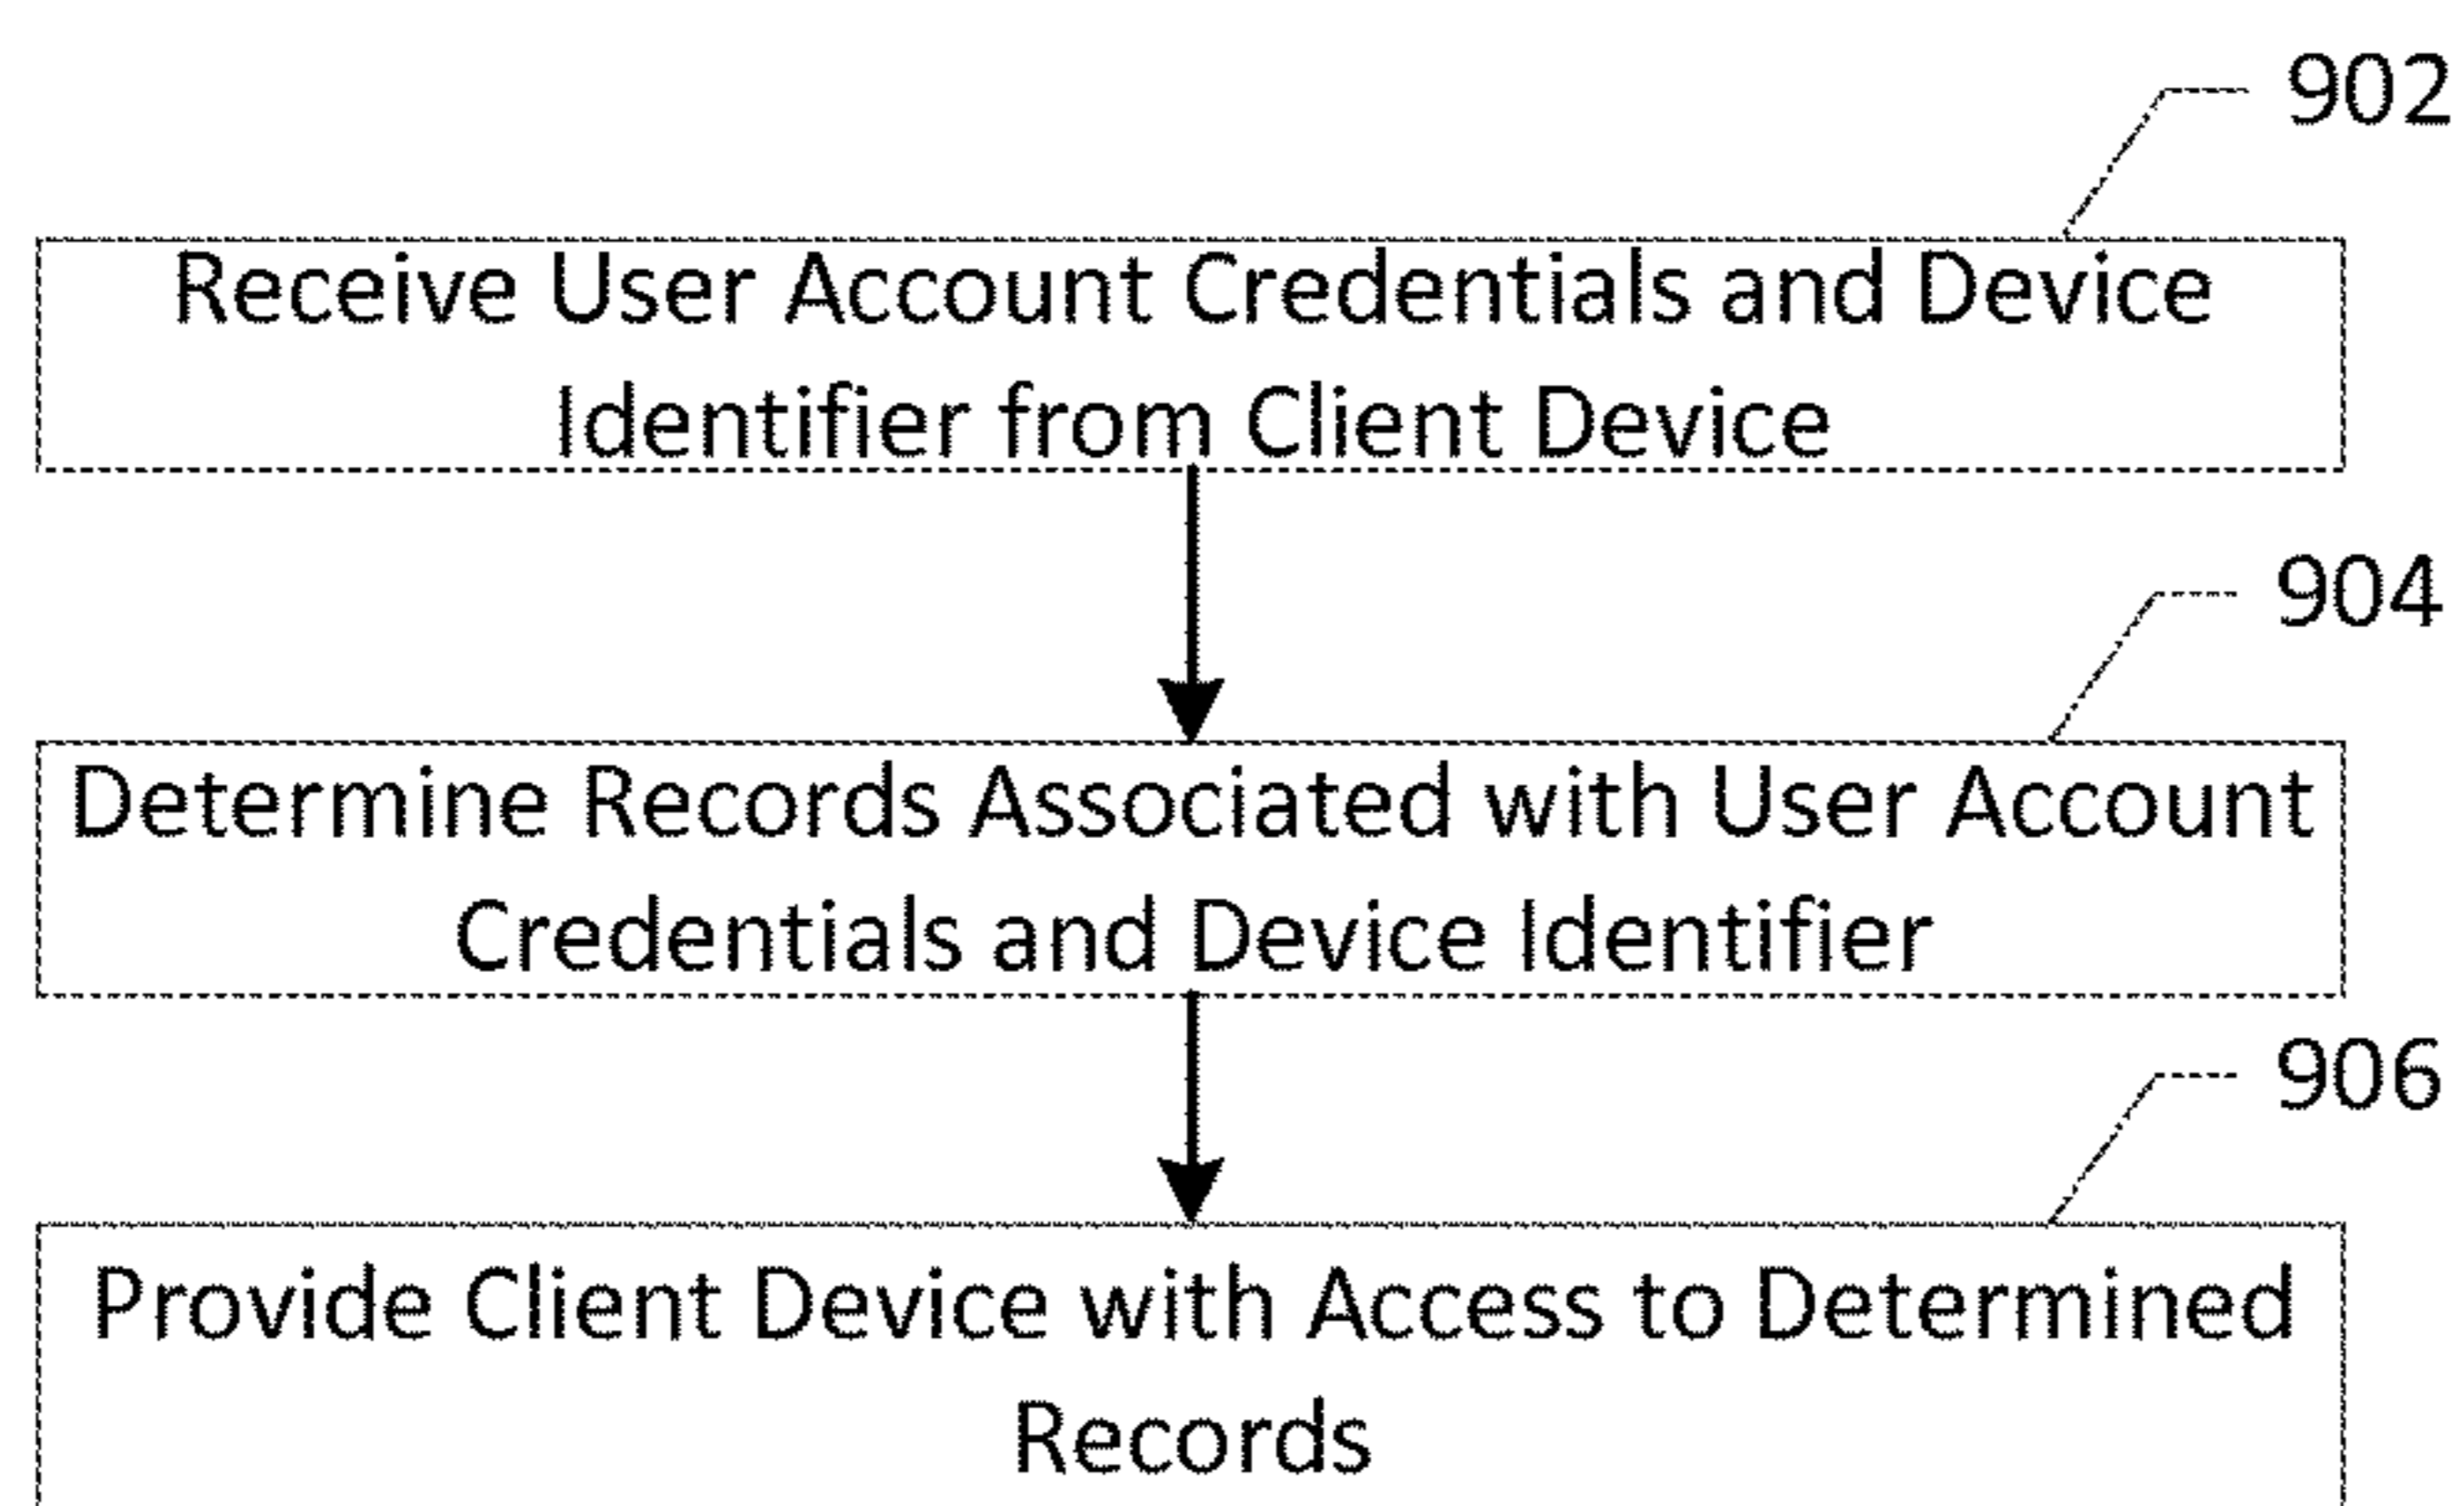 902
Receive User Account Credentials and Device
Identifier from Client Device
904
Determine Records Associated with User Account
Credentials and Device Identifier
906
Provide Client Device with Access to Determined
Records